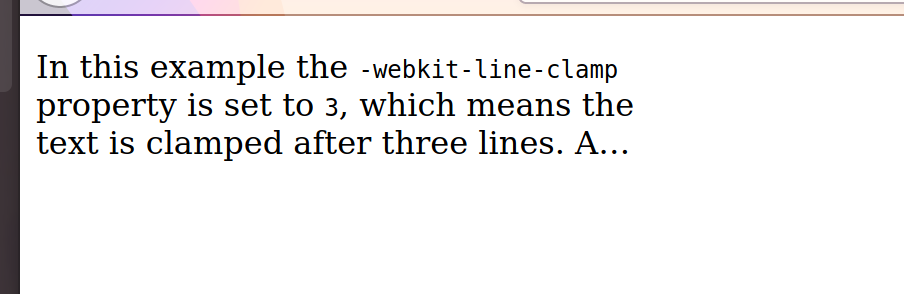 In this example the -webkit-line-clamp
property is set to 3, which means the
text is clamped after three lines. A…